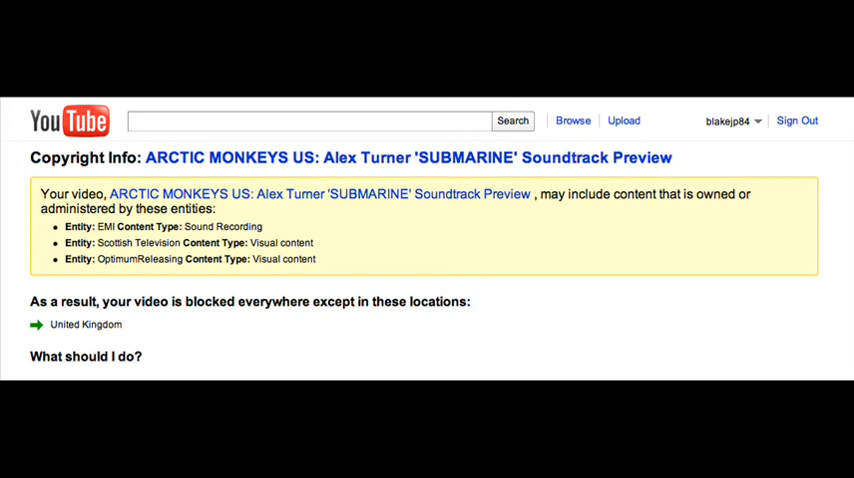 YouTube Search Browse Upload blakejp84 Sign Out
Copyright Info: ARCTIC MONKEYS US: Alex Turner 'SUBMARINE' Soundtrack Preview
Your video, ARCTIC MONKEYS US: Alex Turner 'SUBMARINE' Soundtrack Preview , may include content that is owned or
administered by these entities:
• Entity: EMI Content Type: Sound Recording
• Entity: Scottish Television Content Type: Visual content
• Entity: OptimumReleasing Content Type: Visual content
As a result, your video is blocked everywhere except in these locations:
United Kingdom
What should I do?